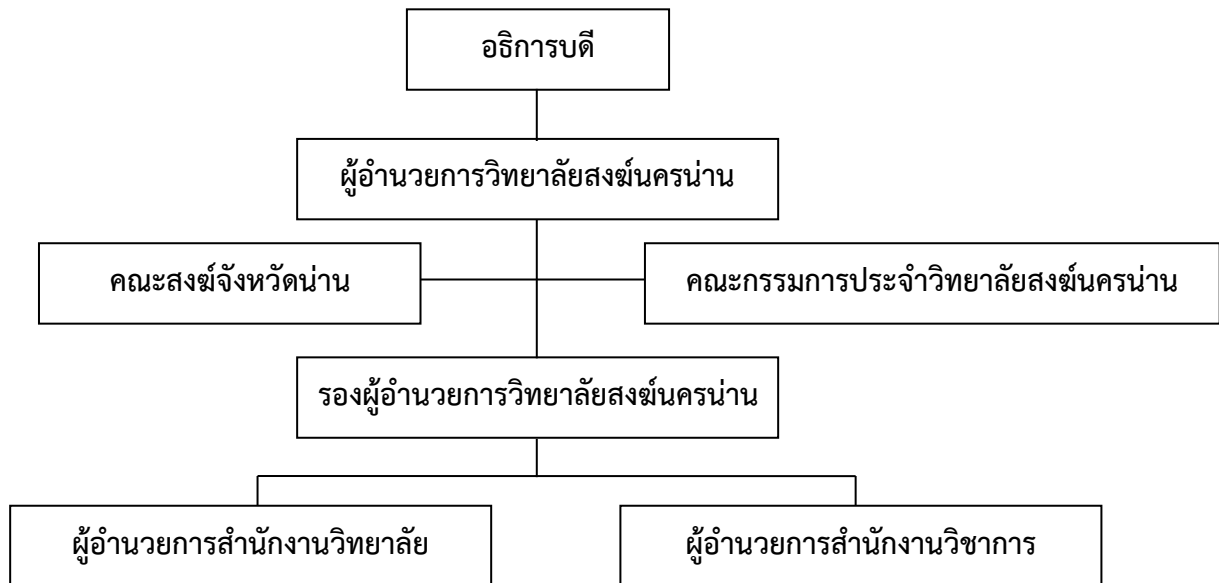 อธิการบดี
ผู้อำนวยการวิทยาลัยสงฆ์นครน่าน
คณะสงฆ์จังหวัดน่าน
คณะกรรมการประจำวิทยาลัยสงฆ์นครน่าน
รองผู้อำนวยการวิทยาลัยสงฆ์นครน่าน
ผู้อำนวยการสำนักงานวิทยาลัย
ผู้อำนวยการสำนักงานวิชาการ